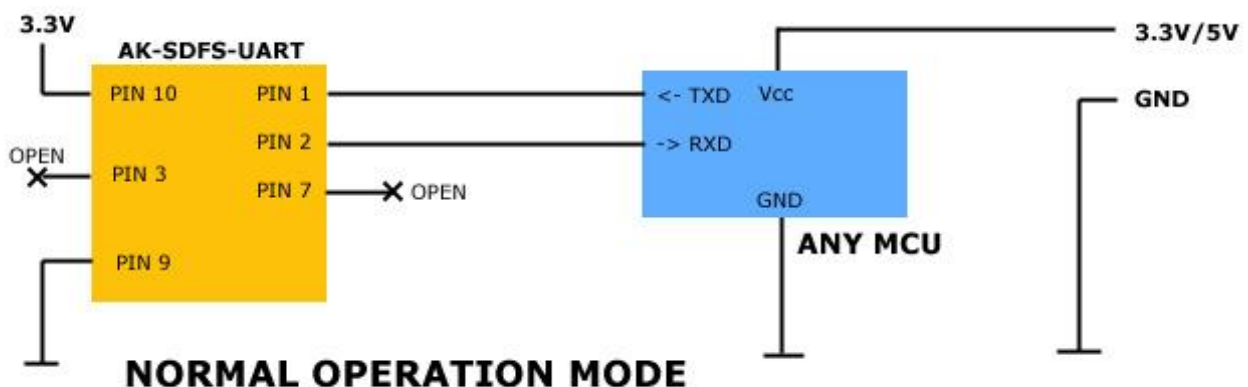 3.3V
AK-SDFS-UART
PIN 10
PIN 1
<- TXD
Vcc
3.3V/5V
GND
PIN 2
-> RXD
OPEN
PIN 3
PIN 7
OPEN
GND
ANY MCU
PIN 9
NORMAL OPERATION MODE